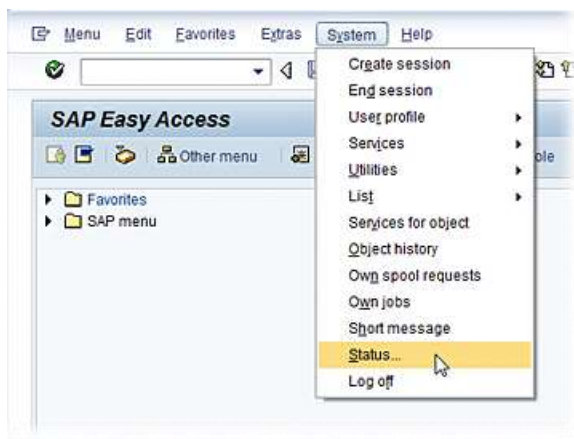 Menu Edit Favorites Extras System Help
Create session
SAP Easy Access
End session
User profile
Other menu
Services
ole
Utilities
Favorites
List
SAP menu
Services for object
Object history
Own spool requests
Own jobs
Short message
Status...
Log off